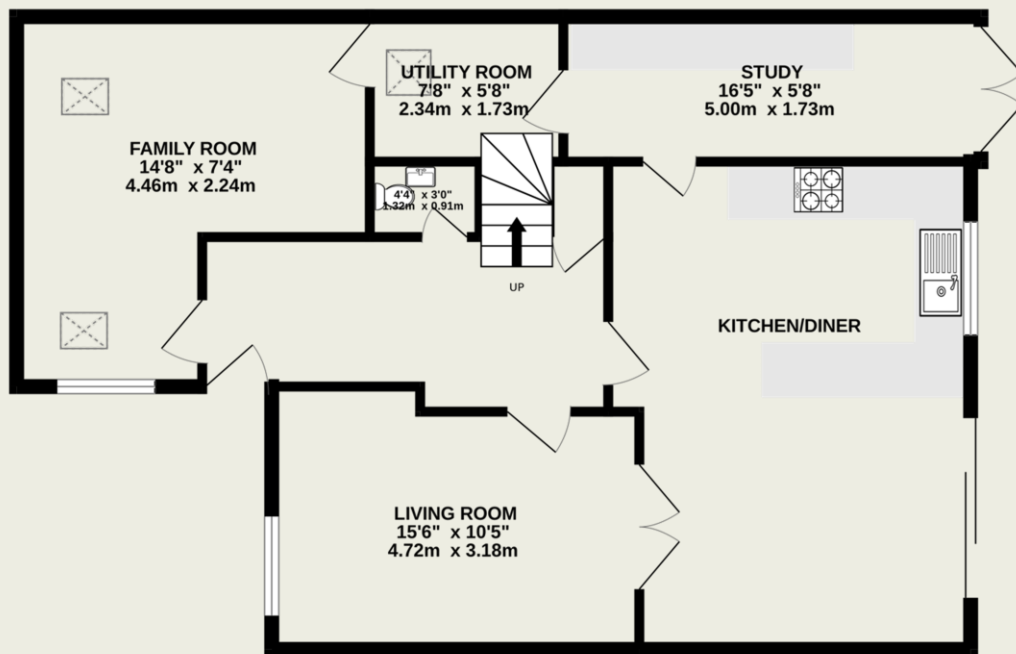 UTILITY ROOM
7'8" x 5'8"
2.34m x 1.73m
STUDY
16'5" x 5'8"
5.00m x 1.73m
FAMILY ROOM
14'8" x 7'4"
4.46m x 2.24m
4'4" x 3'0"
1.32m x 0.91m
UP
KITCHEN/DINER
LIVING ROOM
15'6" x 10'5"
4.72m x 3.18m